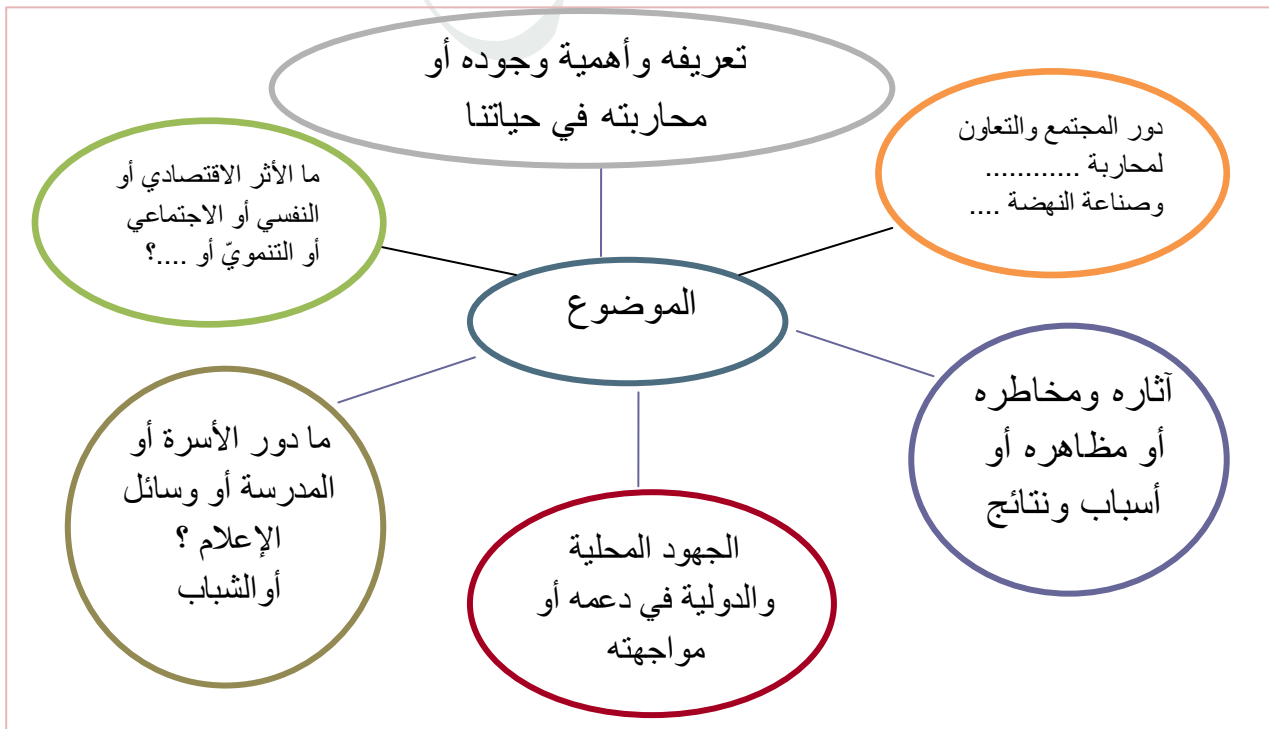 تعريفه وأهمية وجوده أو
محاربته في حياتنا
دور المجتمع والتعاون
لمحاربة ............
وصناعة النهضة ....
ما الأثر الاقتصادي أو
النفسي أو الاجتماعي
أو التنمويّ أو ....؟
الموضوع
آثاره ومخاطره
أو مظاهره أو
أسباب ونتائج
ما دور الأسرة أو
المدرسة أو وسائل
الإعلام ؟
أوالشباب
الجهود المحلية
والدولية في دعمه أو
مواجهته